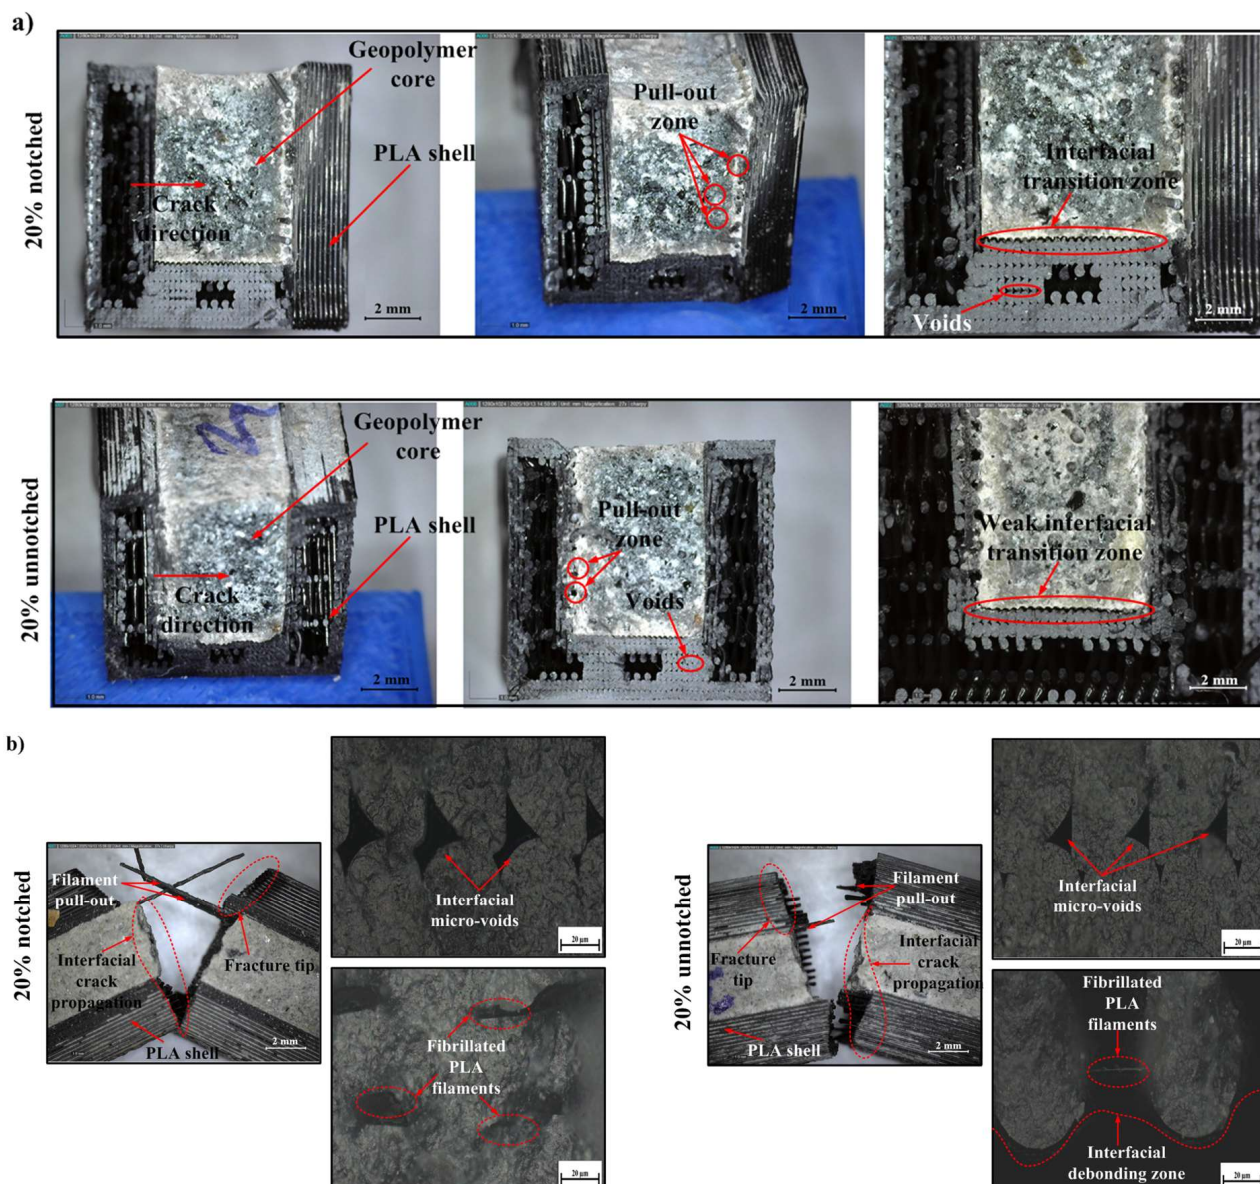 a)
20% notched
Geopolymer
core
PLA shell
Crack
direction
2 mm
Pull-out
zone
2 mm
Interfacial
transition zone
Voids
2 mm
20% unnotched
Geopolymer
core
PLA shell
Crack
direction
2 mm
Pull-out
zone
Voids
2 mm
Weak interfacial
transition zone
2 mm
b)
20% notched
Filament
pull-out
Interfacial
crack
propagation
Fracture tip
PLA shell
2 mm
Interfacial
micro-voids
20 µm
Fibrillated
PLA
filaments
20 µm
20% unnotched
Filament
pull-out
Fracture
tip
Interfacial
crack
propagation
PLA shell
2 mm
Interfacial
micro-voids
20 µm
Fibrillated
PLA
filaments
Interfacial
debonding zone
20 µm